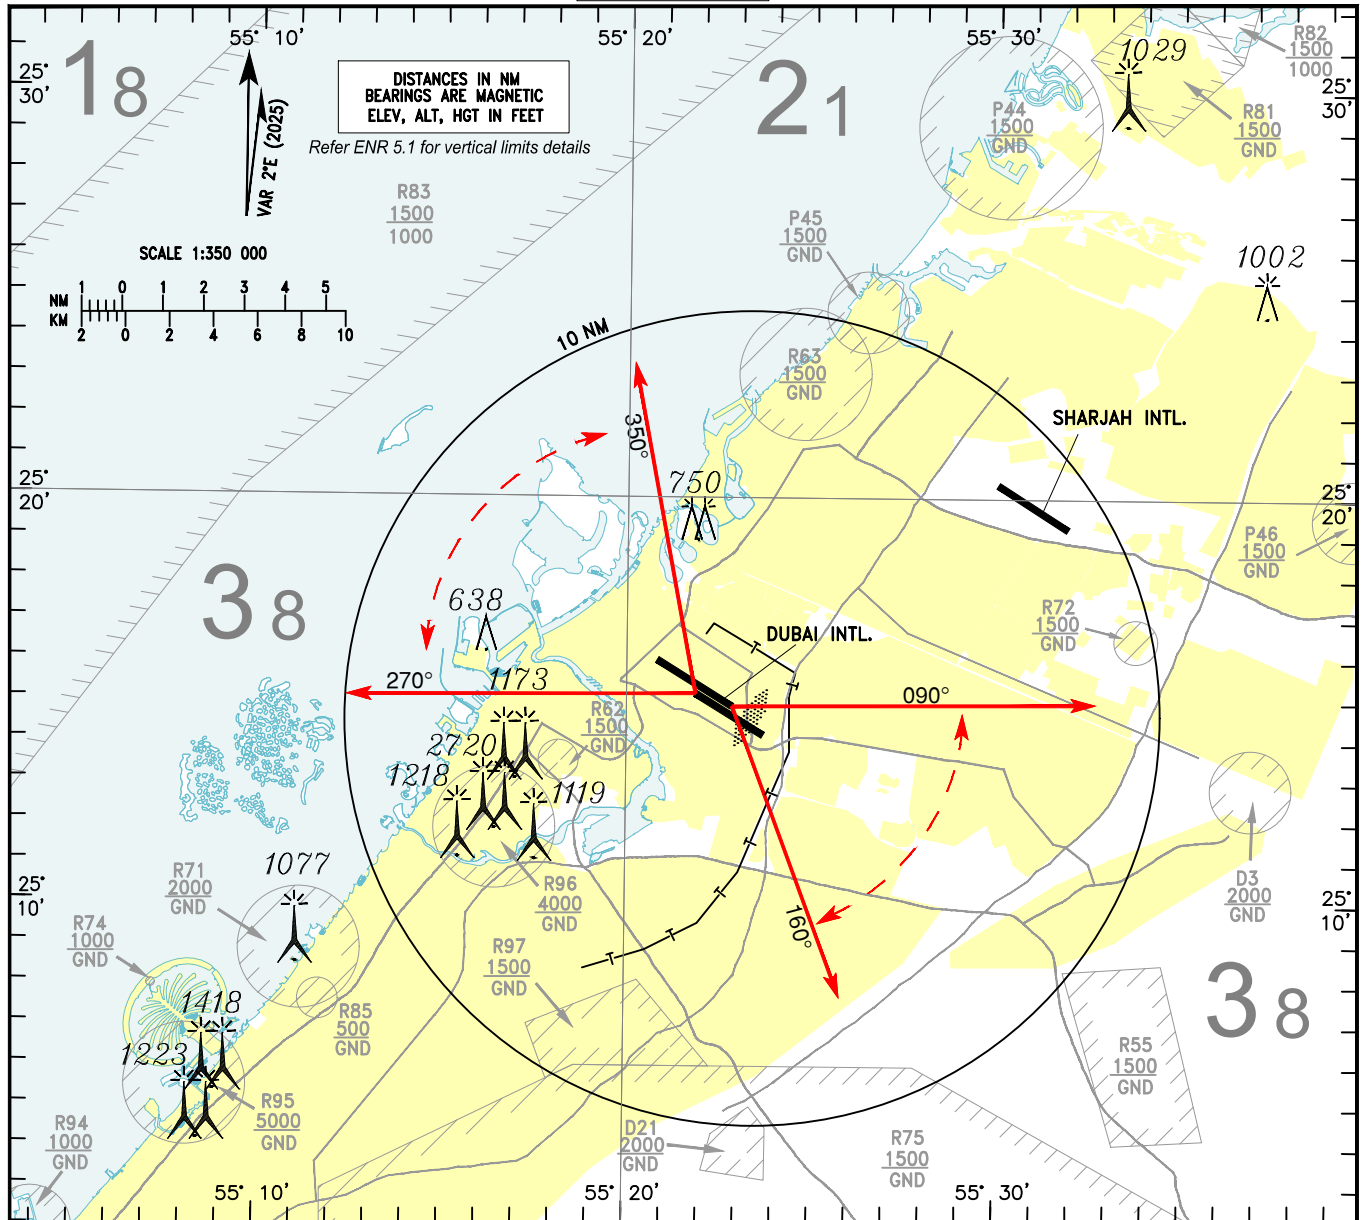 55° 10'
55° 20'
55° 30'
25°
30'
18
21
1029
R82
1500
1000
25°
30'
DISTANCES IN NM
BEARINGS ARE MAGNETIC
ELEV, ALT, HGT IN FEET
Refer ENR 5.1 for vertical limits details
VAR 2°E (2025)
P44
1500
GND
R81
1500
GND
R83
1500
1000
P45
1500
GND
SCALE 1:350 000
NM
1 0 1 2 3 4 5
KM
2 0 2 4 6 8 10
1002
10 NM
R63
1500
GND
350°
SHARJAH INTL.
25°
20'
750
25°
20'
P46
1500
GND
38
638
R72
1500
GND
DUBAI INTL.
270°
1173
090°
R62
1500
GND
2720
1218
1119
1077
R71
2000
GND
R96
4000
GND
D3
2000
GND
25°
10'
25°
10'
R74
1000
GND
160°
R97
1500
GND
1418
R85
500
GND
38
1223
R55
1500
GND
R95
5000
GND
R94
1000
GND
D21
2000
GND
R75
1500
GND
55° 10'
55° 20'
55° 30'